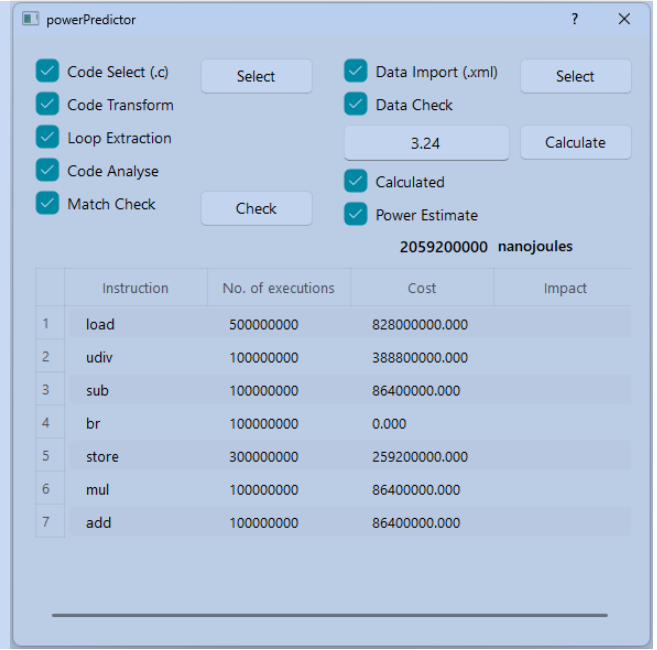 powerPredictor ?
Code Select (.c) Select
Code Transform
Loop Extraction
Code Analyse
Match Check Check
Data Import (.xml) Select
Data Check
3.24 Calculate
Calculated
Power Estimate
2059200000 nanojoules
Instruction No. of executions Cost Impact
1 load 500000000 828000000.000
2 udiv 100000000 388800000.000
3 sub 100000000 86400000.000
4 br 100000000 0.000
5 store 300000000 259200000.000
6 mul 100000000 86400000.000
7 add 100000000 86400000.000